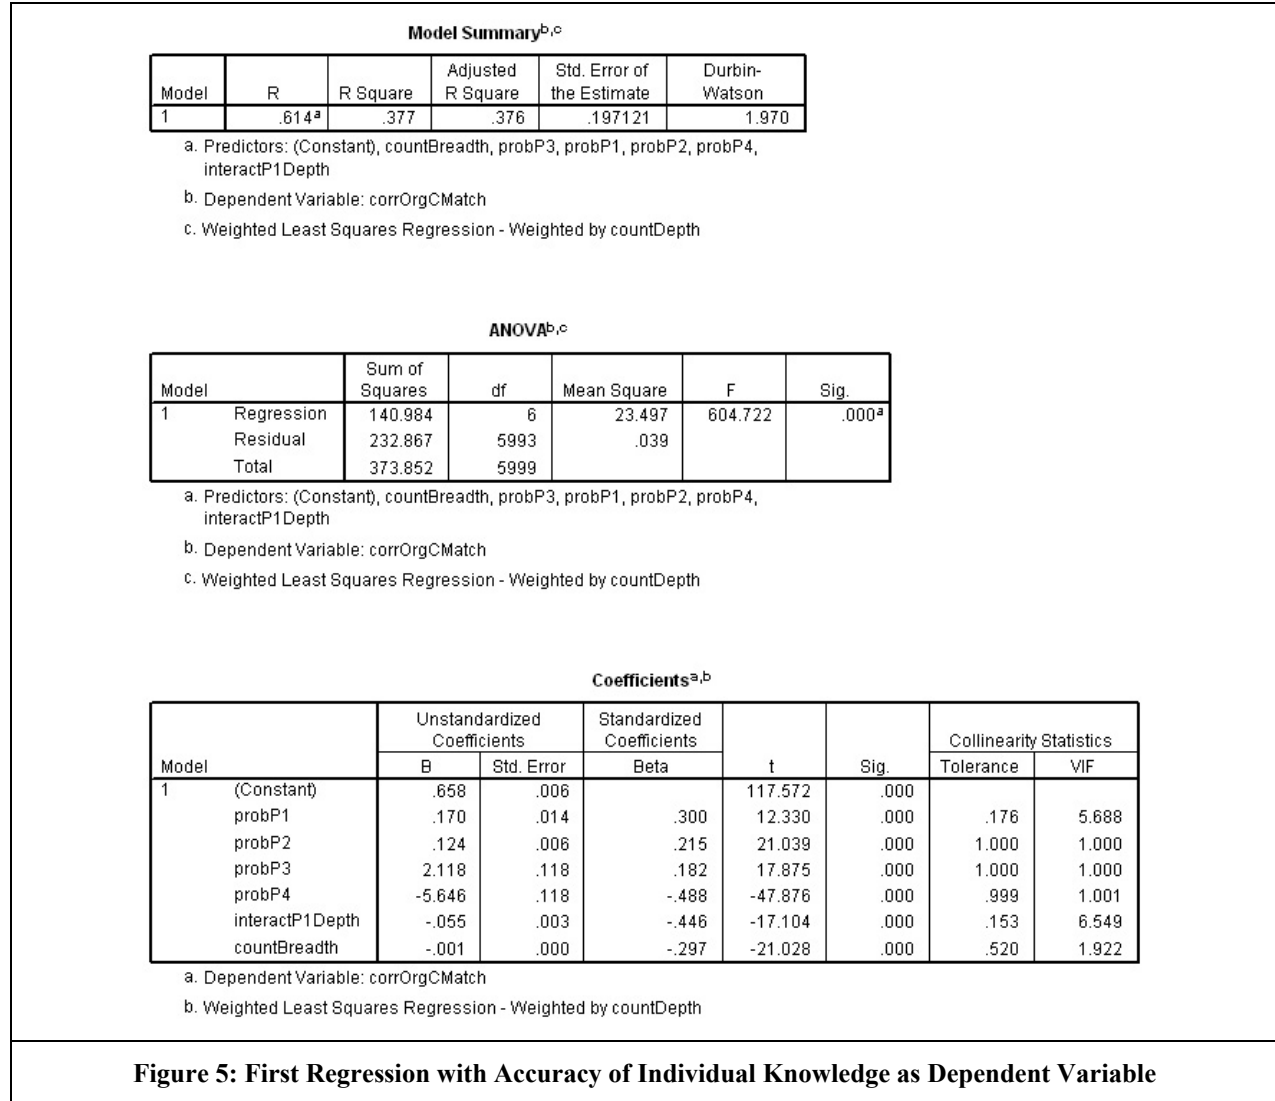 Model Summaryb,c
Model R R Square Adjusted R Square Std. Error of the Estimate Durbin-Watson
1 .614a .377 .376 .197121 1.970
a. Predictors: (Constant), countBreadth, probP3, probP1, probP2, probP4,
interactP1Depth
b. Dependent Variable: corrOrgCMatch
c. Weighted Least Squares Regression - Weighted by countDepth
ANOVAb,c
Model Sum of Squares df Mean Square F Sig.
1 Regression 140.984 6 23.497 604.722 .000a
Residual 232.867 5993 .039
Total 373.852 5999
a. Predictors: (Constant), countBreadth, probP3, probP1, probP2, probP4,
interactP1Depth
b. Dependent Variable: corrOrgCMatch
c. Weighted Least Squares Regression - Weighted by countDepth
Coefficientsa,b
Unstandardized Coefficients Standardized Coefficients Collinearity Statistics
Model B Std. Error Beta t Sig. Tolerance VIF
1 (Constant) .658 .006 117.572 .000
probP1 .170 .014 .300 12.330 .000 .176 5.688
probP2 .124 .006 .215 21.039 .000 1.000 1.000
probP3 2.118 .118 .182 17.875 .000 1.000 1.000
probP4 -5.646 .118 -.488 -47.876 .000 .999 1.001
interactP1Depth -.055 .003 -.446 -17.104 .000 .153 6.549
countBreadth -.001 .000 -.297 -21.028 .000 .520 1.922
a. Dependent Variable: corrOrgCMatch
b. Weighted Least Squares Regression - Weighted by countDepth
Figure 5: First Regression with Accuracy of Individual Knowledge as Dependent Variable